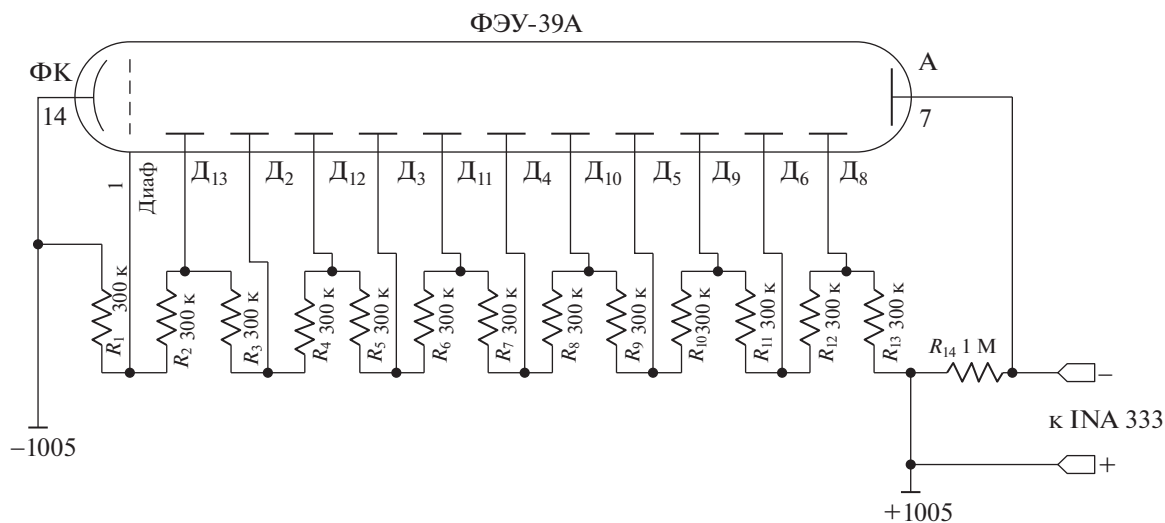 ФЭУ-39А
ФК
А
14
7
1
Диаф
Д13
Д2
Д12
Д3
Д11
Д4
Д10
Д5
Д9
Д6
Д8
R1 300 к
R2 300 к
R3 300 к
R4 300 к
R5 300 к
R6 300 к
R7 300 к
R8 300 к
R9 300 к
R10 300 к
R11 300 к
R12 300 к
R13 300 к
R14 1 М
–
к INA 333
+
–1005
+1005